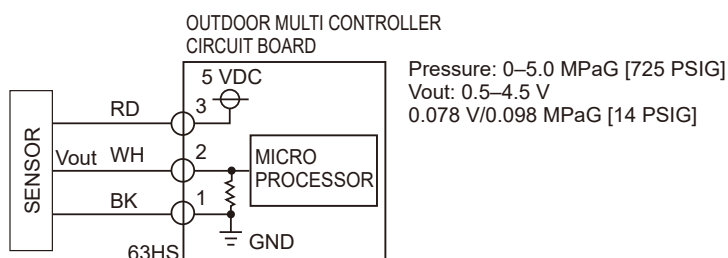 OUTDOOR MULTI CONTROLLER
CIRCUIT BOARD
Pressure: 0–5.0 MPaG [725 PSIG]
Vout: 0.5–4.5 V
0.078 V/0.098 MPaG [14 PSIG]
5 VDC
SENSOR
RD
3
Vout WH
2
MICRO
PROCESSOR
BK
1
GND
63HS